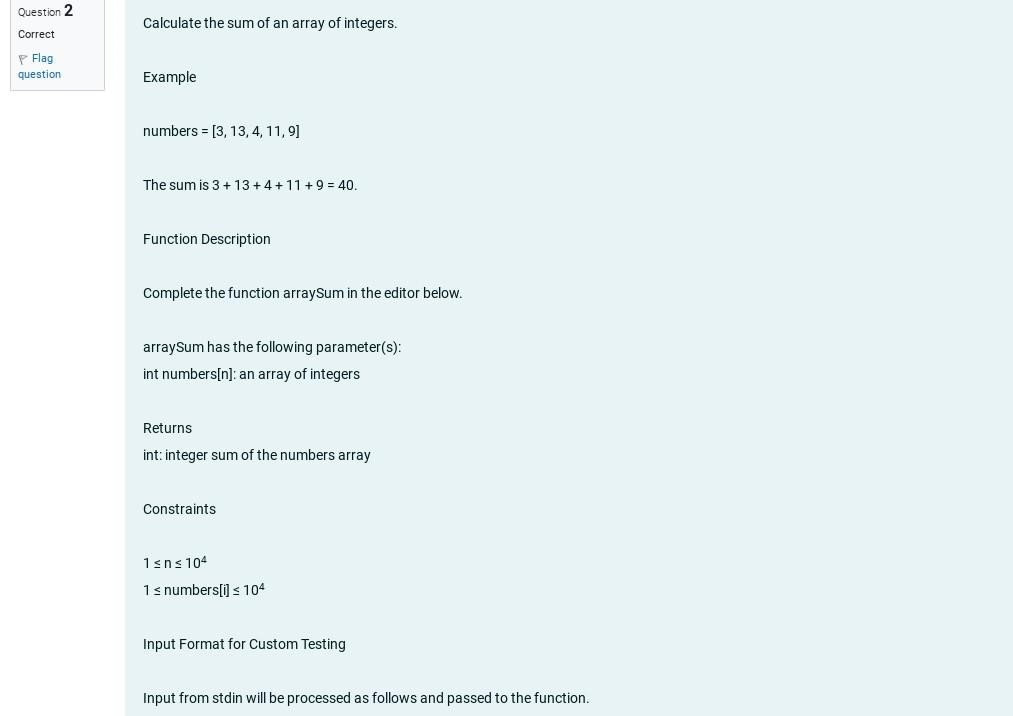 Question 2
Correct
Flag
question
Calculate the sum of an array of integers.
Example
numbers = [3, 13, 4, 11, 9]
The sum is 3 + 13 + 4 + 11 + 9 = 40.
Function Description
Complete the function arraySum in the editor below.
arraySum has the following parameter(s):
int numbers[n]: an array of integers
Returns
int: integer sum of the numbers array
Constraints
1 ≤ n ≤ 10⁴
1 ≤ numbers[i] ≤ 10⁴
Input Format for Custom Testing
Input from stdin will be processed as follows and passed to the function.